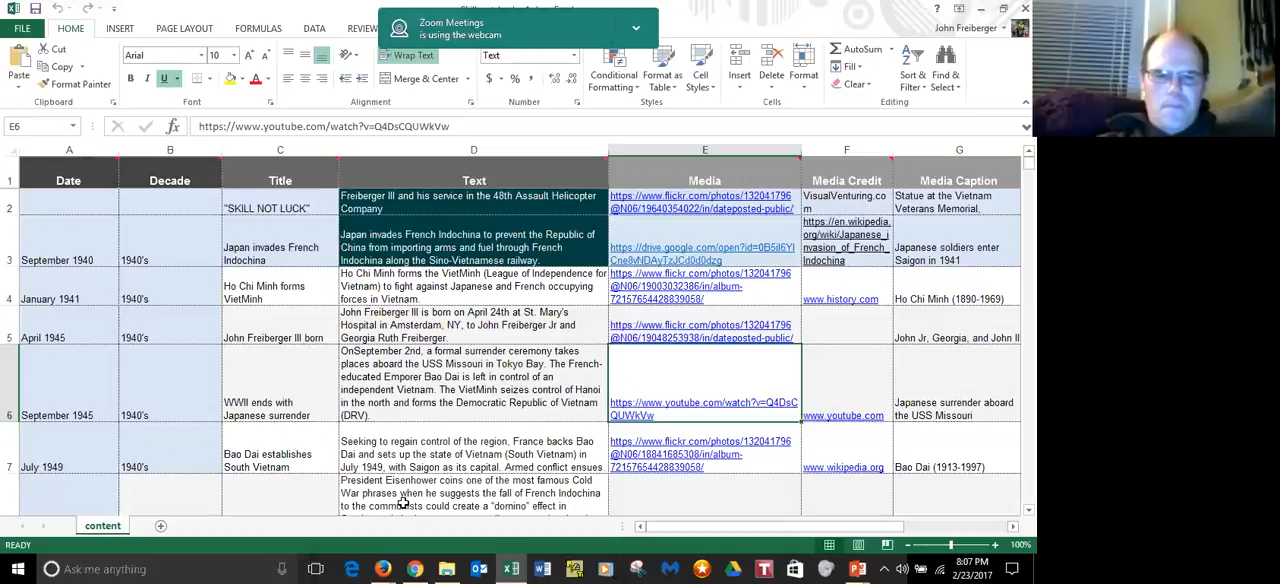 Zoom Meetings
is using the webcam
John Freiberger
FILE HOME INSERT PAGE LAYOUT FORMULAS DATA
Cut
Copy
Format Painter
Paste
Clipboard
Arial 10
B I U
Font
Wrap Text
Merge & Center
Alignment
Text
$ % ,
Number
Conditional Formatting
Format as Table
Cell Styles
Styles
Insert Delete Format
Cells
AutoSum
Fill
Clear
Sort & Filter
Find & Select
Editing
E6
fx https://www.youtube.com/watch?v=Q4DsCQUWkVw
A B C D E F G
1 Date Decade Title Text Media Media Credit Media Caption
2
"SKILL NOT LUCK"
Freiberger III and his service in the 48th Assault Helicopter
Company
https://www.flickr.com/photos/132041796
@N06/19640354022/in/dateposted-public/
VisualVenturing.co
m
Statue at the Vietnam
Veterans Memorial,
3 September 1940 1940's
Japan invades French
Indochina
Japan invades French Indochina to prevent the Republic of
China from importing arms and fuel through French
Indochina along the Sino-Vietnamese railway.
https://en.wikipedia.
org/wiki/Japanese_i
nvasion_of_French_
Indochina
Japanese soldiers enter
Saigon in 1941
4 January 1941 1940's
Ho Chi Minh forms
VietMinh
Ho Chi Minh forms the VietMinh (League of Independence for
Vietnam) to fight against Japanese and French occupying
forces in Vietnam.
https://www.flickr.com/photos/132041796
@N06/19003032386/in/album-
72157654428839058/
www.history.com
Ho Chi Minh (1890-1969)
5 April 1945 1940's
John Freiberger III born
John Freiberger III is born on April 24th at St. Mary's
Hospital in Amsterdam, NY, to John Freiberger Jr and
Georgia Ruth Freiberger.
https://www.flickr.com/photos/132041796
@N06/19048253938/in/dateposted-public/
John Jr, Georgia, and John II
6 September 1945 1940's
WWII ends with
Japanese surrender
OnSeptember 2nd, a formal surrender ceremony takes
places aboard the USS Missouri in Tokyo Bay. The French-
educated Emporer Bao Dai is left in control of an
independent Vietnam. The VietMinh seizes control of Hanoi
in the north and forms the Democratic Republic of Vietnam
(DRV).
https://www.youtube.com/watch?v=Q4DsC
QUWkVw
www.youtube.com
Japanese surrender aboard
the USS Missouri
7 July 1949 1940's
Bao Dai establishes
South Vietnam
Seeking to regain control of the region, France backs Bao
Dai and sets up the state of Vietnam (South Vietnam) in
July 1949, with Saigon as its capital. Armed conflict ensues.
https://www.flickr.com/photos/132041796
@N06/18841685308/in/album-
72157654428839058/
www.wikipedia.org
Bao Dai (1913-1997)
President Eisenhower coins one of the most famous Cold
War phrases when he suggests the fall of French Indochina
to the communists could create a "domino" effect in
content
READY
100%
Ask me anything
8:07 PM
2/23/2017